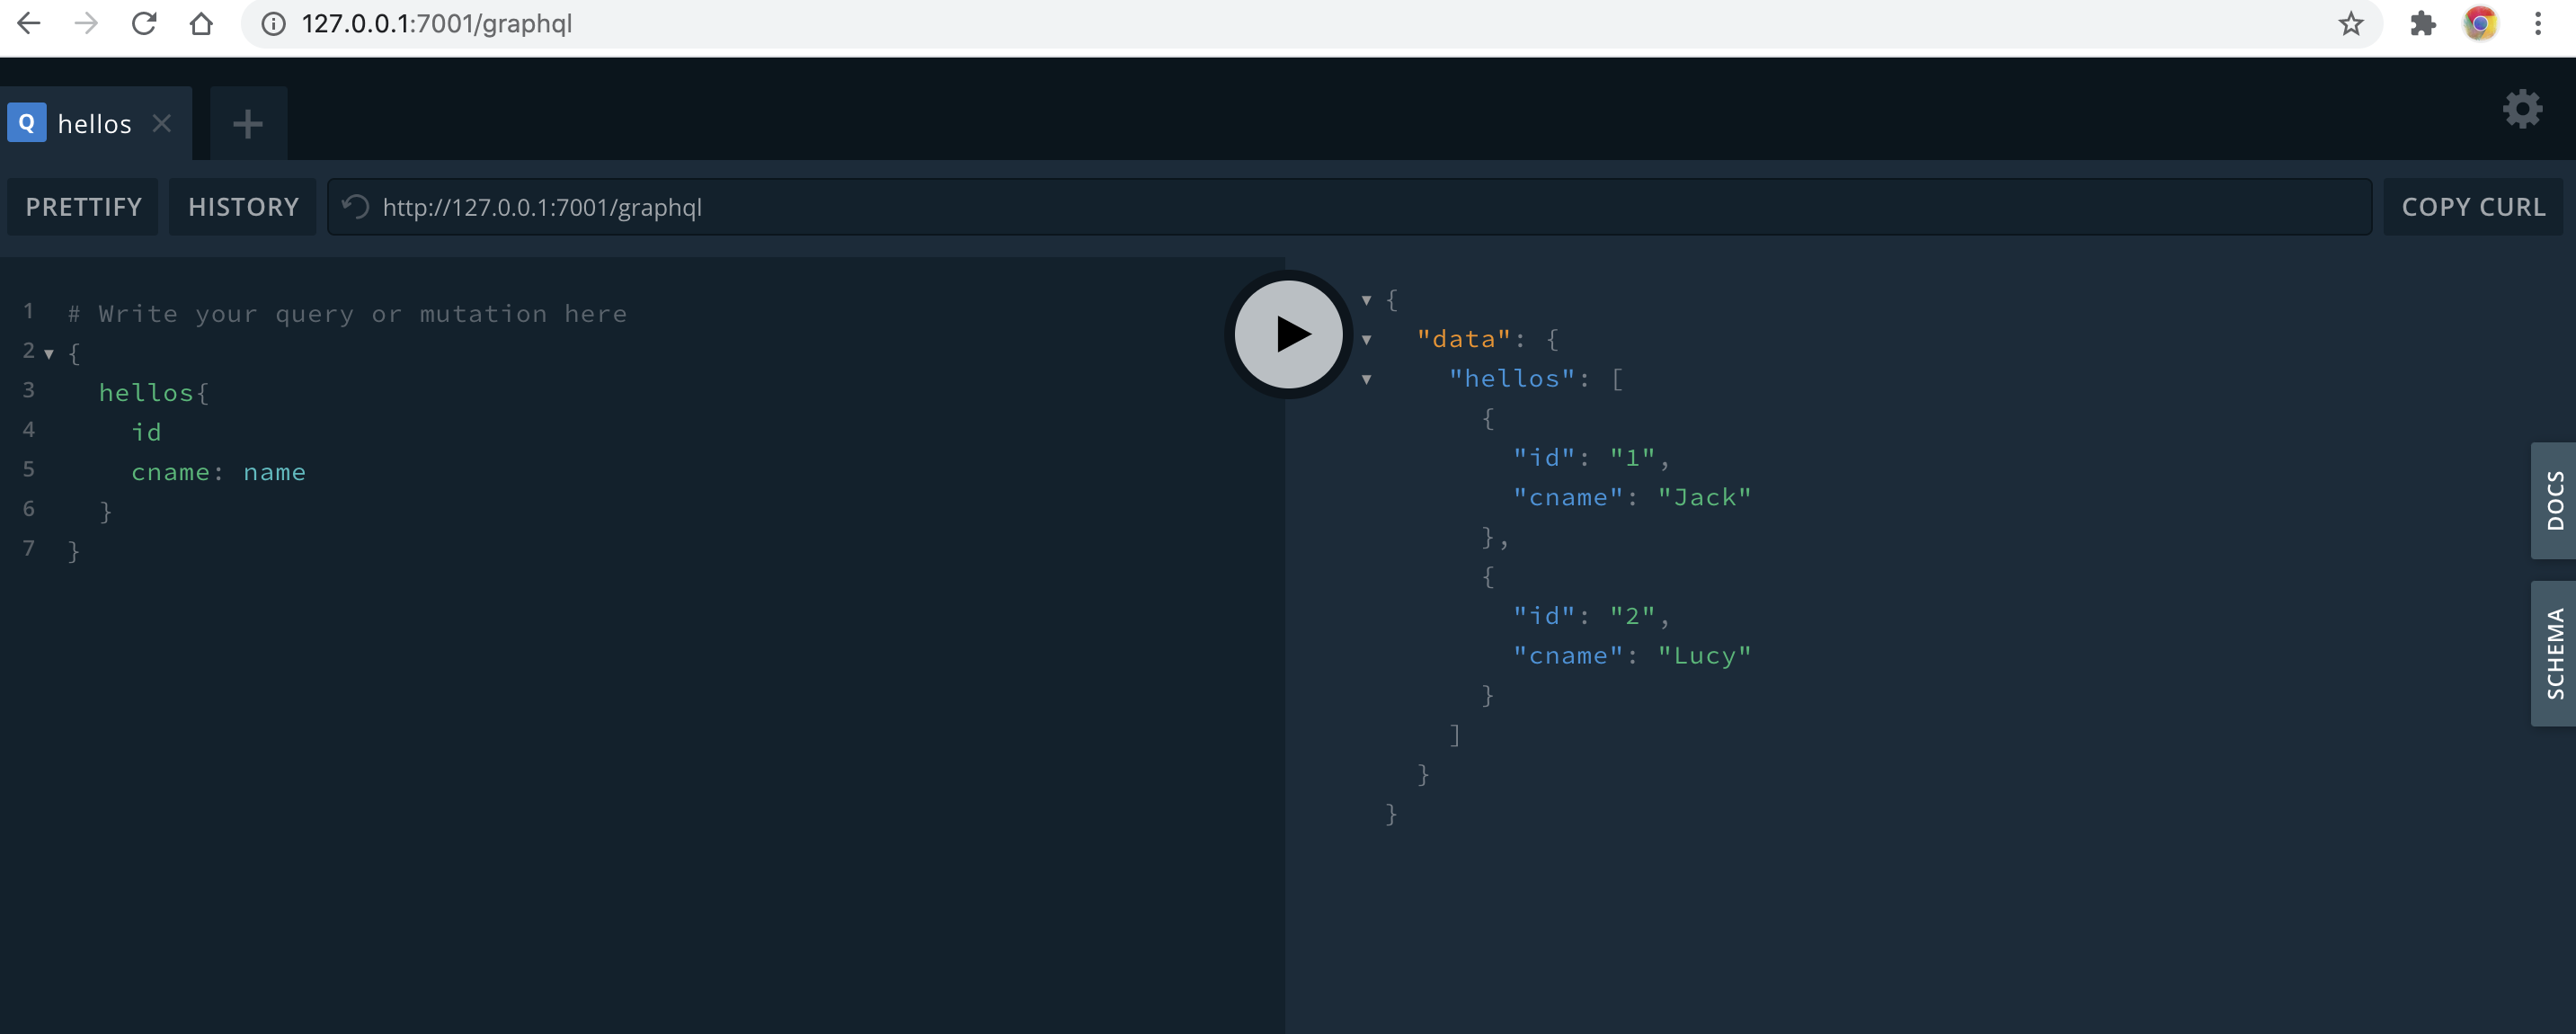 127.0.0.1:7001/graphql
Q hellos
PRETTIFY HISTORY http://127.0.0.1:7001/graphql COPY CURL
1 # Write your query or mutation here
2 {
3 hellos{
4 id
5 cname: name
6 }
7 }
{
"data": {
"hellos": [
{
"id": "1",
"cname": "Jack"
},
{
"id": "2",
"cname": "Lucy"
}
]
}
}
DOCS
SCHEMA